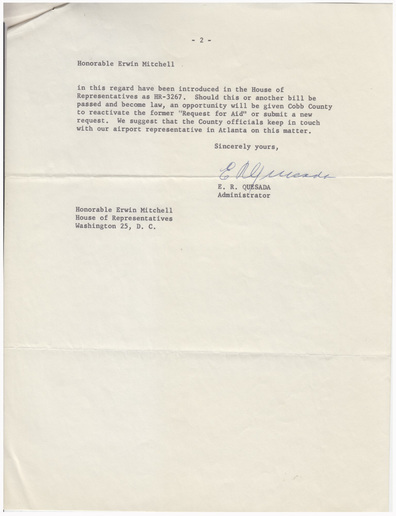 - 2 -
Honorable Erwin Mitchell
in this regard have been introduced in the House of
Representatives as HR-3267. Should this or another bill be
passed and become law, an opportunity will be given Cobb County
to reactivate the former "Request for Aid" or submit a new
request. We suggest that the County officials keep in touch
with our airport representative in Atlanta on this matter.
Sincerely yours,
E R Quesada
E. R. QUESADA
Administrator
Honorable Erwin Mitchell
House of Representatives
Washington 25, D. C.